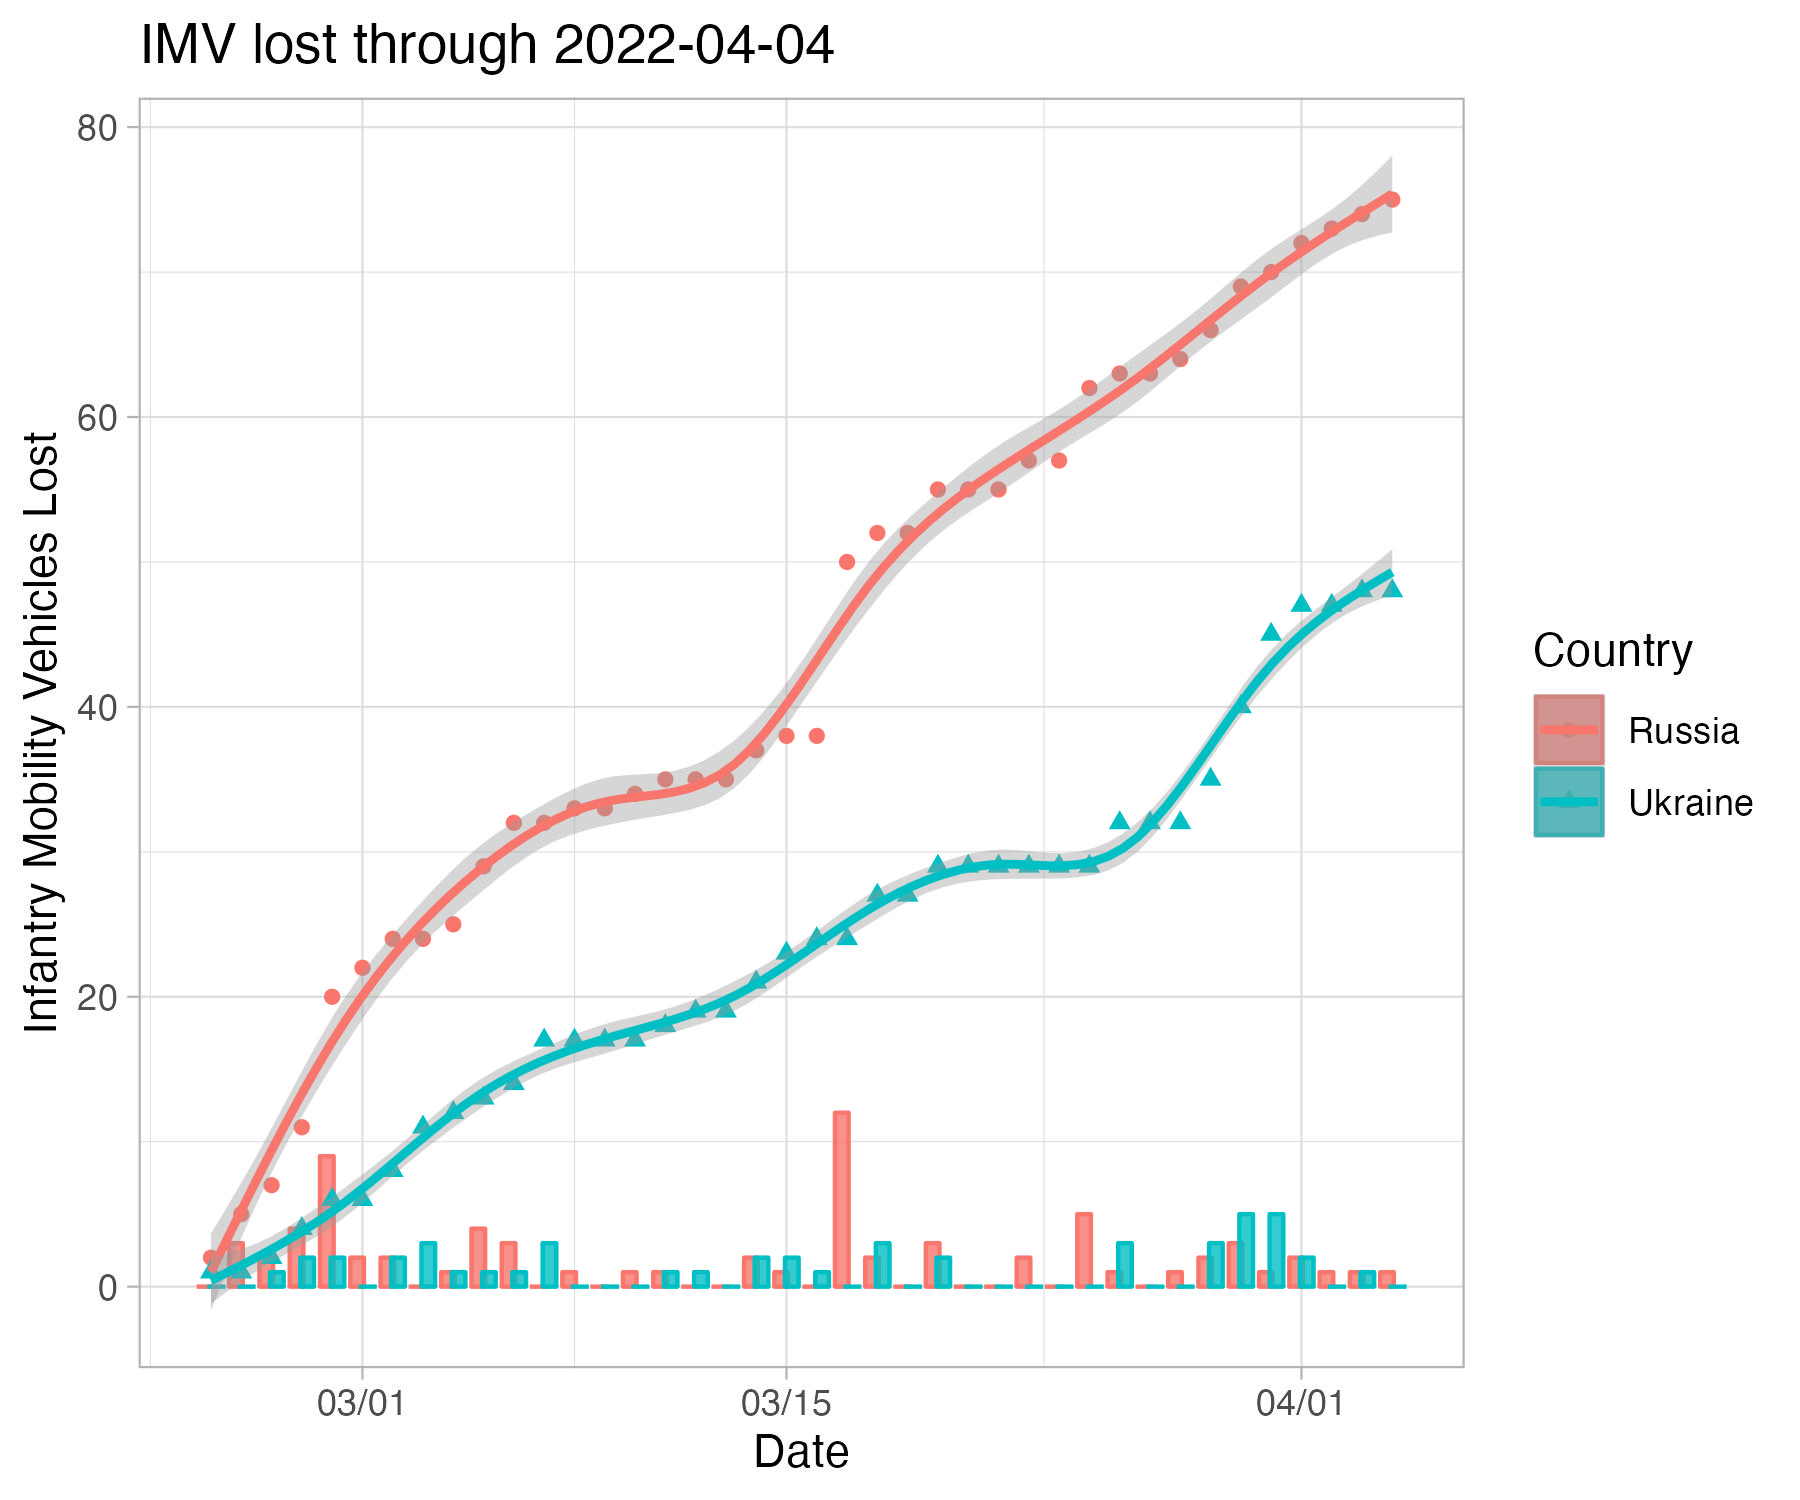 IMV lost through 2022-04-04
Infantry Mobility Vehicles Lost
80
60
40
20
0
03/01
03/15
04/01
Date
Country
Russia
Ukraine